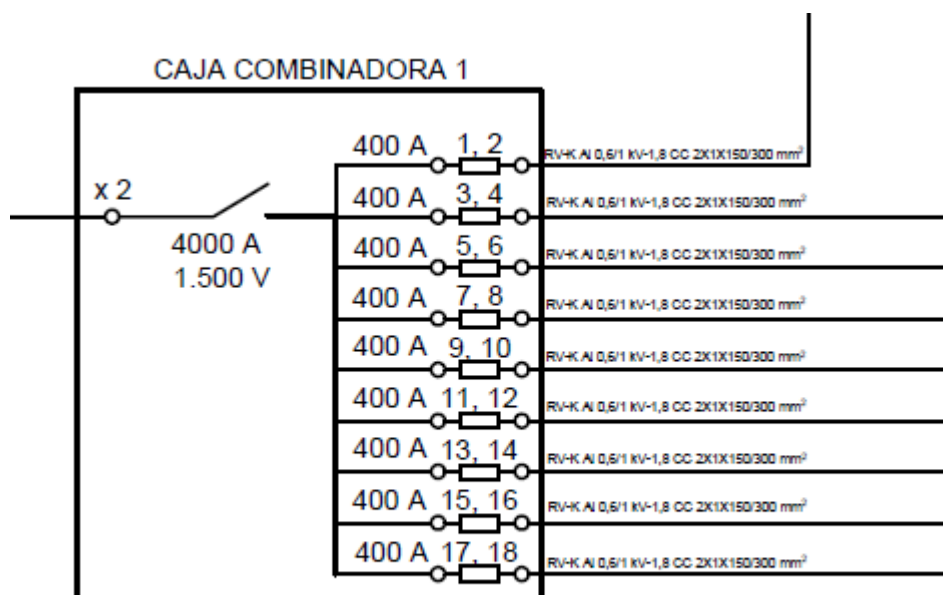 CAJA COMBINADORA 1
400 A 1, 2 RV-K Al 0,6/1 kV-1,8 CC 2X1X150/300 mm²
x 2 400 A 3, 4 RV-K Al 0,6/1 kV-1,8 CC 2X1X150/300 mm²
4000 A 400 A 5, 6 RV-K Al 0,6/1 kV-1,8 CC 2X1X150/300 mm²
1.500 V
400 A 7, 8 RV-K Al 0,6/1 kV-1,8 CC 2X1X150/300 mm²
400 A 9, 10 RV-K Al 0,6/1 kV-1,8 CC 2X1X150/300 mm²
400 A 11, 12 RV-K Al 0,6/1 kV-1,8 CC 2X1X150/300 mm²
400 A 13, 14 RV-K Al 0,6/1 kV-1,8 CC 2X1X150/300 mm²
400 A 15, 16 RV-K Al 0,6/1 kV-1,8 CC 2X1X150/300 mm²
400 A 17, 18 RV-K Al 0,6/1 kV-1,8 CC 2X1X150/300 mm²